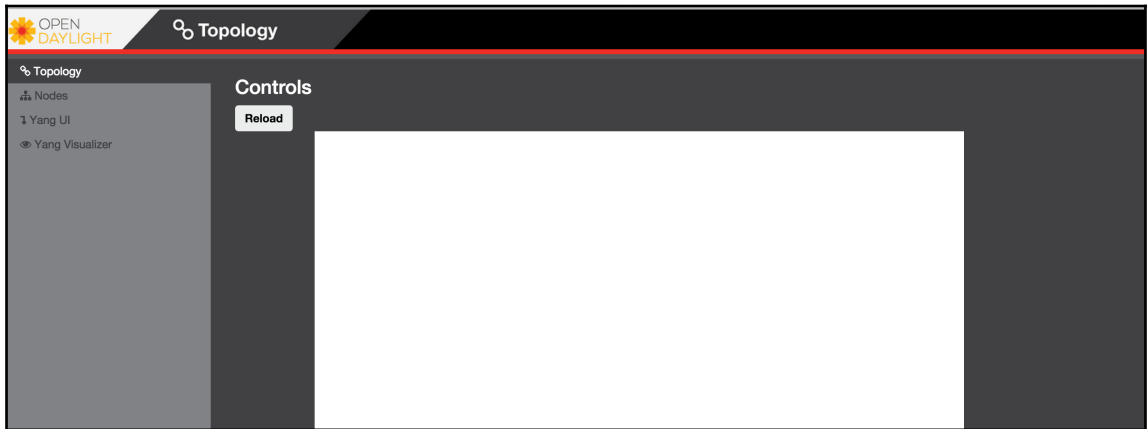 OPEN
DAYLIGHT
Topology
Topology
Nodes
Yang UI
Yang Visualizer
Controls
Reload